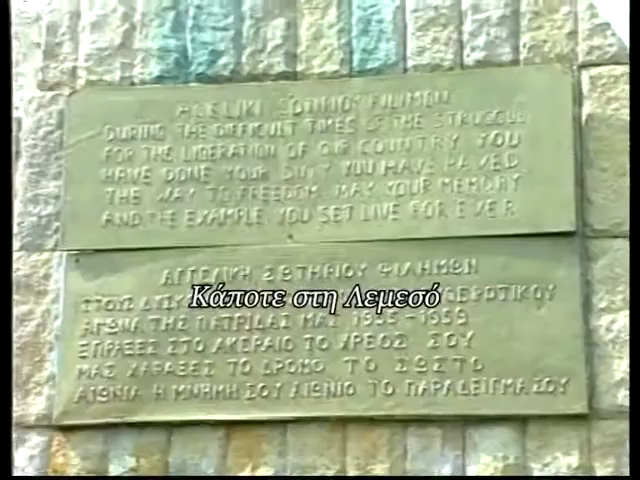 AGELIKI SOTIRIOU FILIMON
DURING THE DIFFICULT TIMES OF THE STRUGGLE
FOR THE LIBERATION OF OUR COUNTRY YOU
HAVE DONE YOUR DUTY YOU HAVE PAVED
THE WAY TO FREEDOM MAY YOUR MEMORY
AND THE EXAMPLE YOU SET LIVE FOR EVER
ΑΓΓΕΛΙΚΗ ΣΩΤΗΡΙΟΥ ΦΙΛΗΜΩΝ
ΣΤΟΥΣ
Κάποτε στη Λεμεσό
ΑΓΩΝΑ ΤΗΣ ΠΑΤΡΙΔΑΣ ΜΑΣ 1955-1959
ΕΠΡΑΞΕΣ ΣΤΟ ΑΚΕΡΑΙΟ ΤΟ ΧΡΕΟΣ ΣΟΥ
ΜΑΣ ΧΑΡΑΞΕΣ ΤΟ ΔΡΟΜΟ ΤΟ ΣΩΣΤΟ
ΑΙΩΝΙΑ Η ΜΝΗΜΗ ΣΟΥ ΑΙΩΝΙΟ ΤΟ ΠΑΡΑΔΕΙΓΜΑ ΣΟΥ